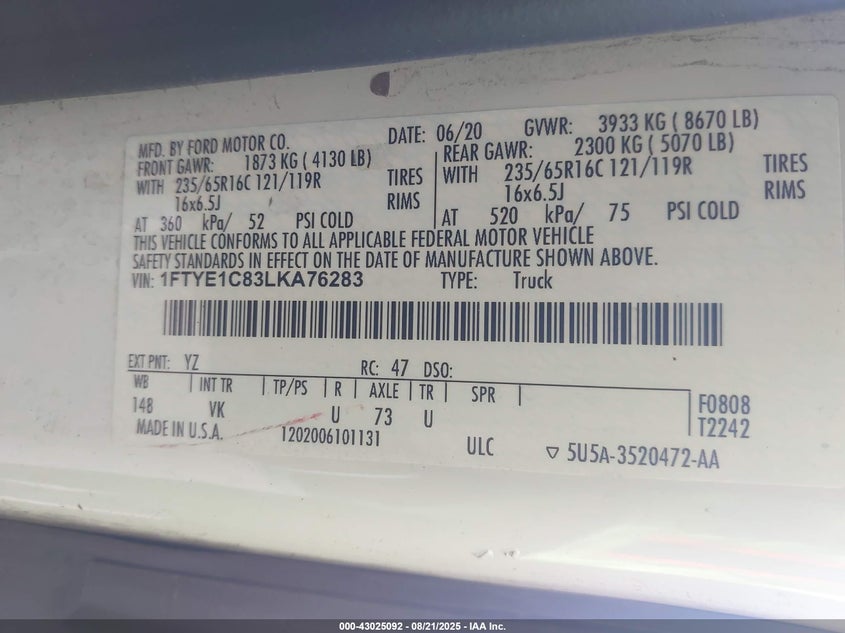 MFD. BY FORD MOTOR CO. DATE: 06/20 GVWR: 3933 KG ( 8670 LB)
FRONT GAWR: 1873 KG ( 4130 LB) REAR GAWR: 2300 KG ( 5070 LB)
WITH 235/65R16C 121/119R TIRES WITH 235/65R16C 121/119R TIRES
16x6.5J RIMS 16x6.5J RIMS
AT 360 kPa/ 52 PSI COLD AT 520 kPa/ 75 PSI COLD
THIS VEHICLE CONFORMS TO ALL APPLICABLE FEDERAL MOTOR VEHICLE
SAFETY STANDARDS IN EFFECT ON THE DATE OF MANUFACTURE SHOWN ABOVE.
VIN: 1FTYE1C83LKA76283 TYPE: Truck
EXT PNT: YZ RC: 47 DSO:
WB INT TR TP/PS R AXLE TR SPR
148 VK U 73 U F0808
MADE IN U.S.A. 1202006101131 T2242
ULC 5U5A-3520472-AA
000-43025092 - 08/21/2025 - IAA Inc.